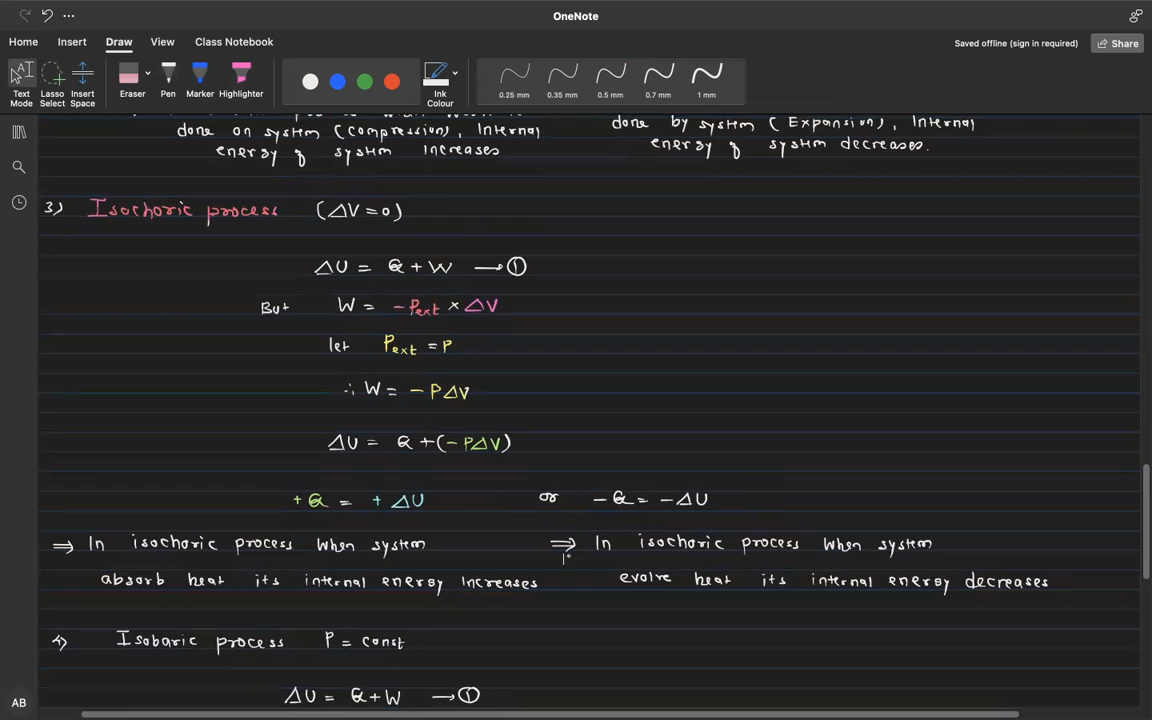 OneNote
Home Insert Draw View Class Notebook
Saved offline (sign in required) Share
Text Mode
Lasso Select
Insert Space
Eraser
Pen
Marker
Highlighter
Ink Colour
0.25 mm 0.35 mm 0.5 mm 0.7 mm 1 mm
done on system (compression), Internal
energy of system increases
done by system (Expansion), Internal
energy of system decreases.
3) Isochoric process (ΔV = 0)
ΔU = Q + W → ①
But W = -Pext × ΔV
let Pext = P
∴ W = - PΔV
ΔU = Q + (- PΔV)
+ Q = + ΔU or - Q = - ΔU
⇒ In isochoric process when system
absorb heat its internal energy increases
⇒ In isochoric process when system
evolve heat its internal energy decreases
4) Isobaric process P = const
ΔU = Q + W → ①
AB